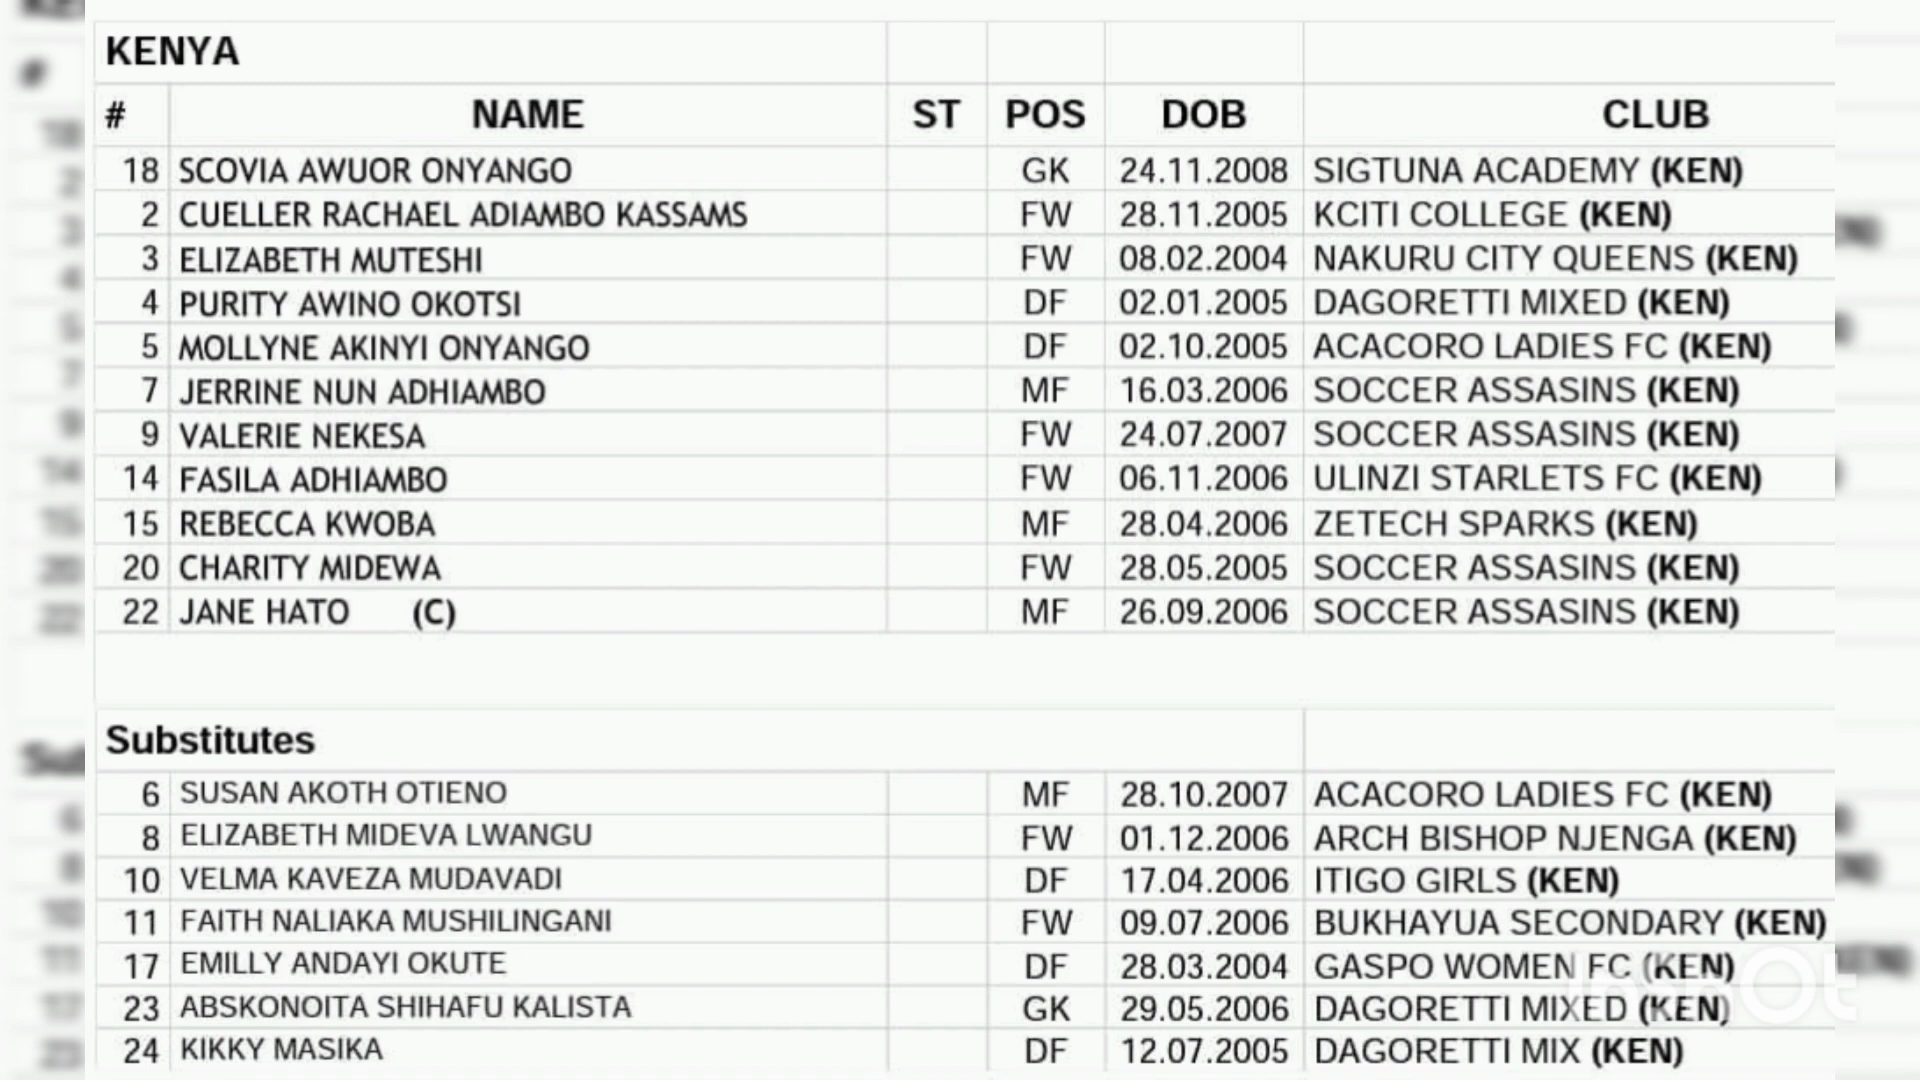 KENYA
# NAME ST POS DOB CLUB
18 SCOVIA AWUOR ONYANGO GK 24.11.2008 SIGTUNA ACADEMY (KEN)
2 CUELLER RACHAEL ADIAMBO KASSAMS FW 28.11.2005 KCITI COLLEGE (KEN)
3 ELIZABETH MUTESHI FW 08.02.2004 NAKURU CITY QUEENS (KEN)
4 PURITY AWINO OKOTSI DF 02.01.2005 DAGORETTI MIXED (KEN)
5 MOLLYNE AKINYI ONYANGO DF 02.10.2005 ACACORO LADIES FC (KEN)
7 JERRINE NUN ADHIAMBO MF 16.03.2006 SOCCER ASSASINS (KEN)
9 VALERIE NEKESA FW 24.07.2007 SOCCER ASSASINS (KEN)
14 FASILA ADHIAMBO FW 06.11.2006 ULINZI STARLETS FC (KEN)
15 REBECCA KWOBA MF 28.04.2006 ZETECH SPARKS (KEN)
20 CHARITY MIDEWA FW 28.05.2005 SOCCER ASSASINS (KEN)
22 JANE HATO (C) MF 26.09.2006 SOCCER ASSASINS (KEN)
Substitutes
6 SUSAN AKOTH OTIENO MF 28.10.2007 ACACORO LADIES FC (KEN)
8 ELIZABETH MIDEVA LWANGU FW 01.12.2006 ARCH BISHOP NJENGA (KEN)
10 VELMA KAVEZA MUDAVADI DF 17.04.2006 ITIGO GIRLS (KEN)
11 FAITH NALIAKA MUSHILINGANI FW 09.07.2006 BUKHAYUA SECONDARY (KEN)
17 EMILLY ANDAYI OKUTE DF 28.03.2004 GASPO WOMEN FC (KEN)
23 ABSKONOITA SHIHAFU KALISTA GK 29.05.2006 DAGORETTI MIXED (KEN)
24 KIKKY MASIKA DF 12.07.2005 DAGORETTI MIX (KEN)
InShOt